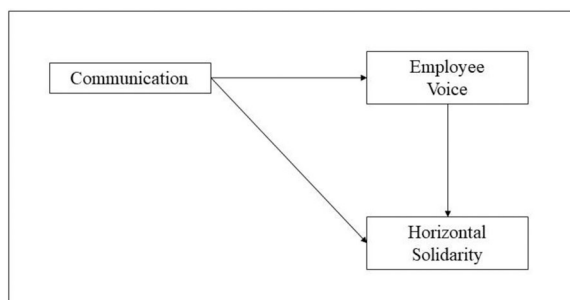 Communication
Employee
Voice
Horizontal
Solidarity